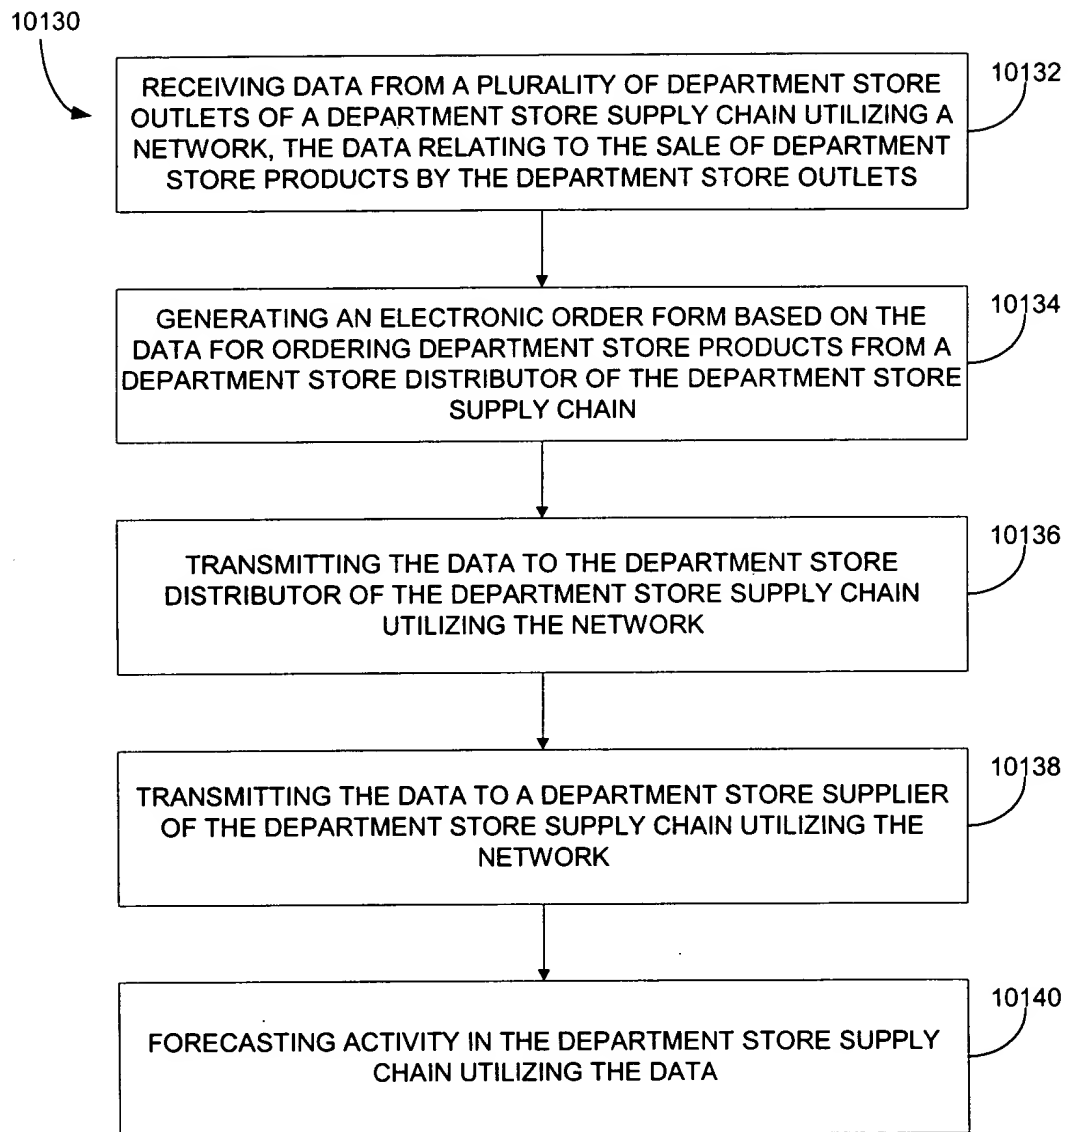 10130
10132
RECEIVING DATA FROM A PLURALITY OF DEPARTMENT STORE
OUTLETS OF A DEPARTMENT STORE SUPPLY CHAIN UTILIZING A
NETWORK, THE DATA RELATING TO THE SALE OF DEPARTMENT
STORE PRODUCTS BY THE DEPARTMENT STORE OUTLETS
10134
GENERATING AN ELECTRONIC ORDER FORM BASED ON THE
DATA FOR ORDERING DEPARTMENT STORE PRODUCTS FROM A
DEPARTMENT STORE DISTRIBUTOR OF THE DEPARTMENT STORE
SUPPLY CHAIN
10136
TRANSMITTING THE DATA TO THE DEPARTMENT STORE
DISTRIBUTOR OF THE DEPARTMENT STORE SUPPLY CHAIN
UTILIZING THE NETWORK
10138
TRANSMITTING THE DATA TO A DEPARTMENT STORE SUPPLIER
OF THE DEPARTMENT STORE SUPPLY CHAIN UTILIZING THE
NETWORK
10140
FORECASTING ACTIVITY IN THE DEPARTMENT STORE SUPPLY
CHAIN UTILIZING THE DATA